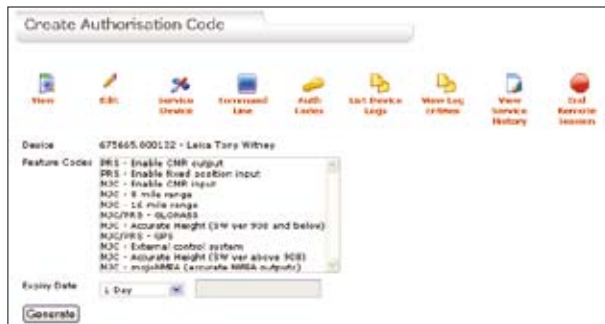 Create Authorisation Code
View
Edit
Service Device
Command Line
Auth Codes
List Device Logs
View Log Entries
View Service History
End Remote Session
Device 675665.800132 - Leica Tony Witney
Feature Codes
PRS - Enable CMR output
PRS - Enable fixed position input
MJC - Enable CMR input
MJC - 8 mile range
MJC - 16 mile range
MJC/PRS - GLONASS
MJC - Accurate Height (SW ver 908 and below)
MJC/PRS - GPS
MJC - External control system
MJC - Accurate Height (SW ver above 908)
MJC - mojoNMEA (accurate NMEA outputs)
Expiry Date 1 Day
Generate